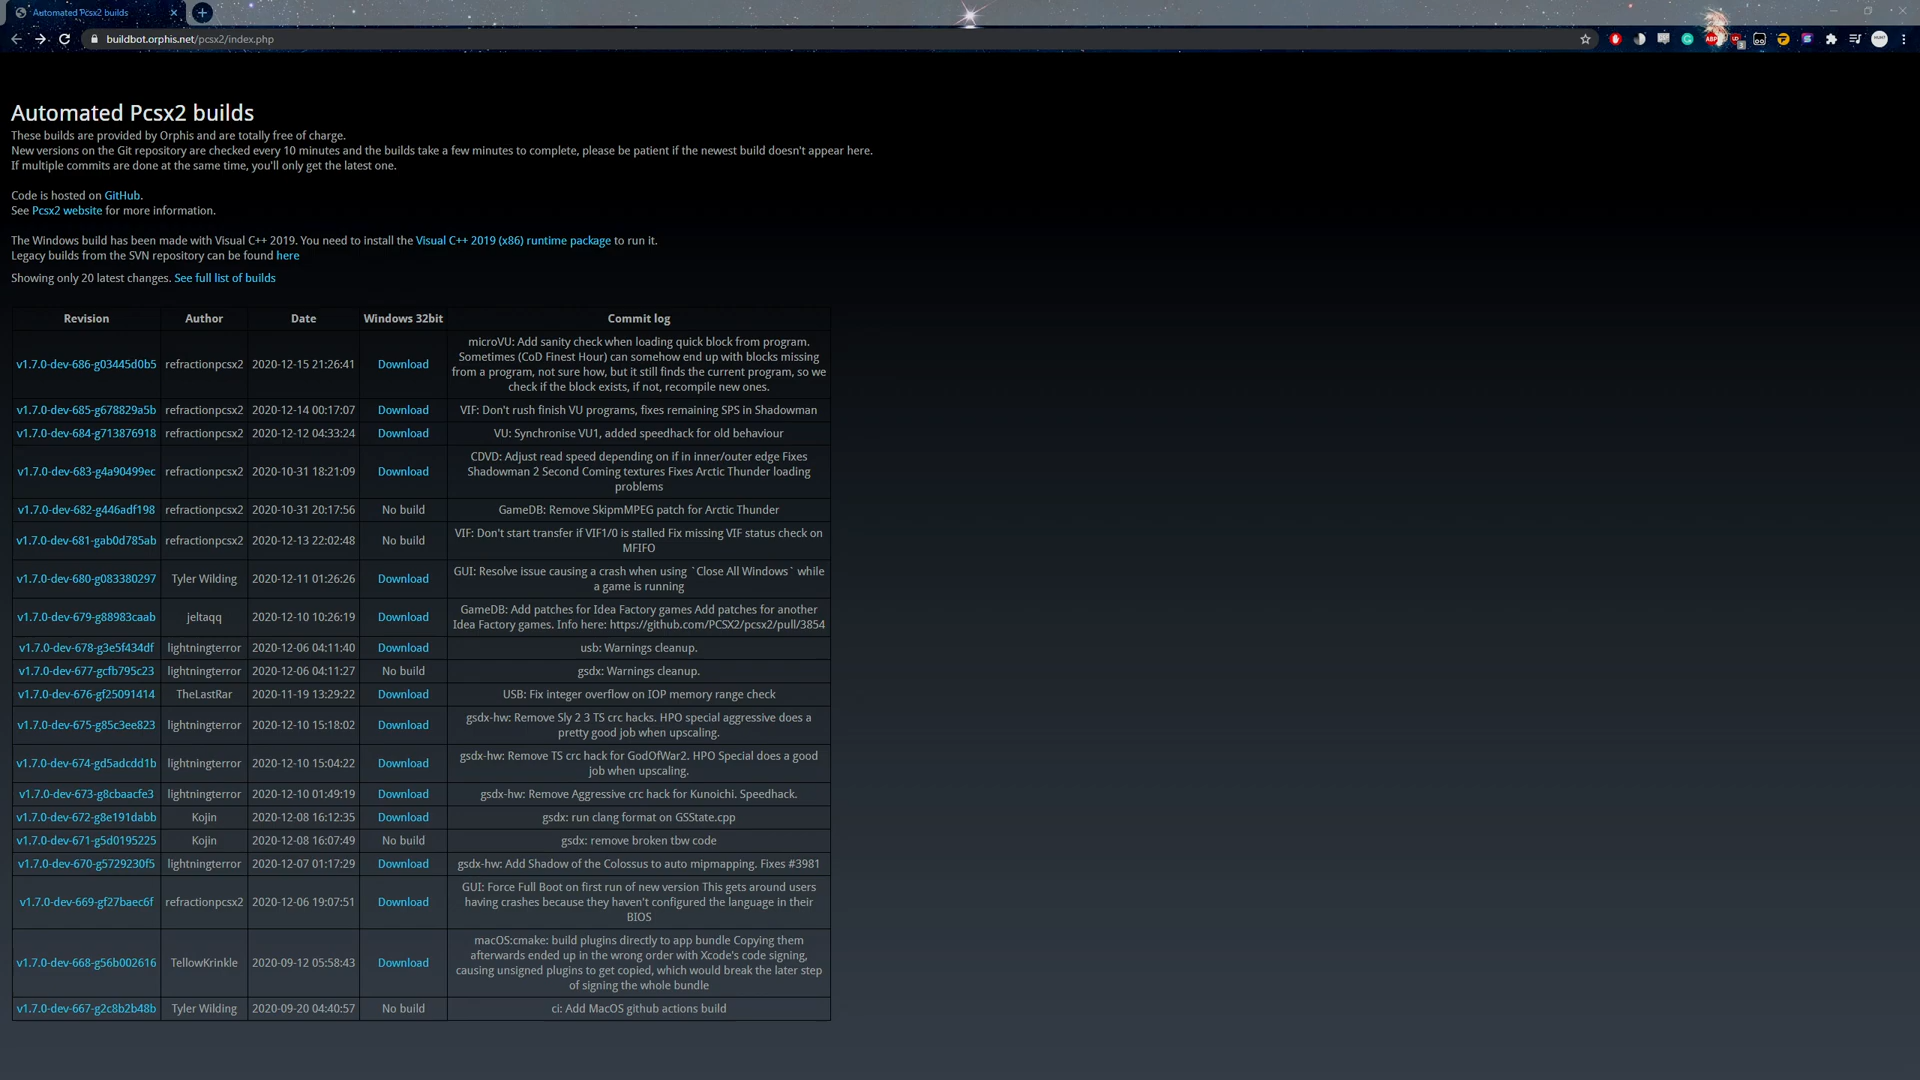 Automated Pcsx2 builds
buildbot.orphis.net/pcsx2/index.php
Automated Pcsx2 builds
These builds are provided by Orphis and are totally free of charge.
New versions on the Git repository are checked every 10 minutes and the builds take a few minutes to complete, please be patient if the newest build doesn't appear here.
If multiple commits are done at the same time, you'll only get the latest one.
Code is hosted on GitHub.
See Pcsx2 website for more information.
The Windows build has been made with Visual C++ 2019. You need to install the Visual C++ 2019 (x86) runtime package to run it.
Legacy builds from the SVN repository can be found here
Showing only 20 latest changes. See full list of builds
Revision Author Date Windows 32bit Commit log
microVU: Add sanity check when loading quick block from program.
Sometimes (CoD Finest Hour) can somehow end up with blocks missing
v1.7.0-dev-686-g03445d0b5 refractionpcsx2 2020-12-15 21:26:41 Download
from a program, not sure how, but it still finds the current program, so we
check if the block exists, if not, recompile new ones.
v1.7.0-dev-685-g678829a5b refractionpcsx2 2020-12-14 00:17:07 Download VIF: Don't rush finish VU programs, fixes remaining SPS in Shadowman
v1.7.0-dev-684-g713876918 refractionpcsx2 2020-12-12 04:33:24 Download VU: Synchronise VU1, added speedhack for old behaviour
CDVD: Adjust read speed depending on if in inner/outer edge Fixes
v1.7.0-dev-683-g4a90499ec refractionpcsx2 2020-10-31 18:21:09 Download Shadowman 2 Second Coming textures Fixes Arctic Thunder loading
problems
v1.7.0-dev-682-g446adf198 refractionpcsx2 2020-10-31 20:17:56 No build GameDB: Remove SkipmMPEG patch for Arctic Thunder
v1.7.0-dev-681-gab0d785ab refractionpcsx2 2020-12-13 22:02:48 No build VIF: Don't start transfer if VIF1/0 is stalled Fix missing VIF status check on
MFIFO
v1.7.0-dev-680-g083380297 Tyler Wilding 2020-12-11 01:26:26 Download GUI: Resolve issue causing a crash when using `Close All Windows` while
a game is running
v1.7.0-dev-679-g88983caab jeltaqq 2020-12-10 10:26:19 Download GameDB: Add patches for Idea Factory games Add patches for another
Idea Factory games. Info here: https://github.com/PCSX2/pcsx2/pull/3854
v1.7.0-dev-678-g3e5f434df lightningterror 2020-12-06 04:11:40 Download usb: Warnings cleanup.
v1.7.0-dev-677-gcfb795c23 lightningterror 2020-12-06 04:11:27 No build gsdx: Warnings cleanup.
v1.7.0-dev-676-gf25091414 TheLastRar 2020-11-19 13:29:22 Download USB: Fix integer overflow on IOP memory range check
v1.7.0-dev-675-g85c3ee823 lightningterror 2020-12-10 15:18:02 Download gsdx-hw: Remove Sly 2 3 TS crc hacks. HPO special aggressive does a
pretty good job when upscaling.
v1.7.0-dev-674-gd5adcdd1b lightningterror 2020-12-10 15:04:22 Download gsdx-hw: Remove TS crc hack for GodOfWar2. HPO Special does a good
job when upscaling.
v1.7.0-dev-673-g8cbaacfe3 lightningterror 2020-12-10 01:49:19 Download gsdx-hw: Remove Aggressive crc hack for Kunoichi. Speedhack.
v1.7.0-dev-672-g8e191dabb Kojin 2020-12-08 16:12:35 Download gsdx: run clang format on GSState.cpp
v1.7.0-dev-671-g5d0195225 Kojin 2020-12-08 16:07:49 No build gsdx: remove broken tbw code
v1.7.0-dev-670-g5729230f5 lightningterror 2020-12-07 01:17:29 Download gsdx-hw: Add Shadow of the Colossus to auto mipmapping. Fixes #3981
GUI: Force Full Boot on first run of new version This gets around users
v1.7.0-dev-669-gf27baec6f refractionpcsx2 2020-12-06 19:07:51 Download having crashes because they haven't configured the language in their
BIOS
macOS:cmake: build plugins directly to app bundle Copying them
afterwards ended up in the wrong order with Xcode's code signing,
v1.7.0-dev-668-g56b002616 TellowKrinkle 2020-09-12 05:58:43 Download
causing unsigned plugins to get copied, which would break the later step
of signing the whole bundle
v1.7.0-dev-667-g2c8b2b48b Tyler Wilding 2020-09-20 04:40:57 No build ci: Add MacOS github actions build